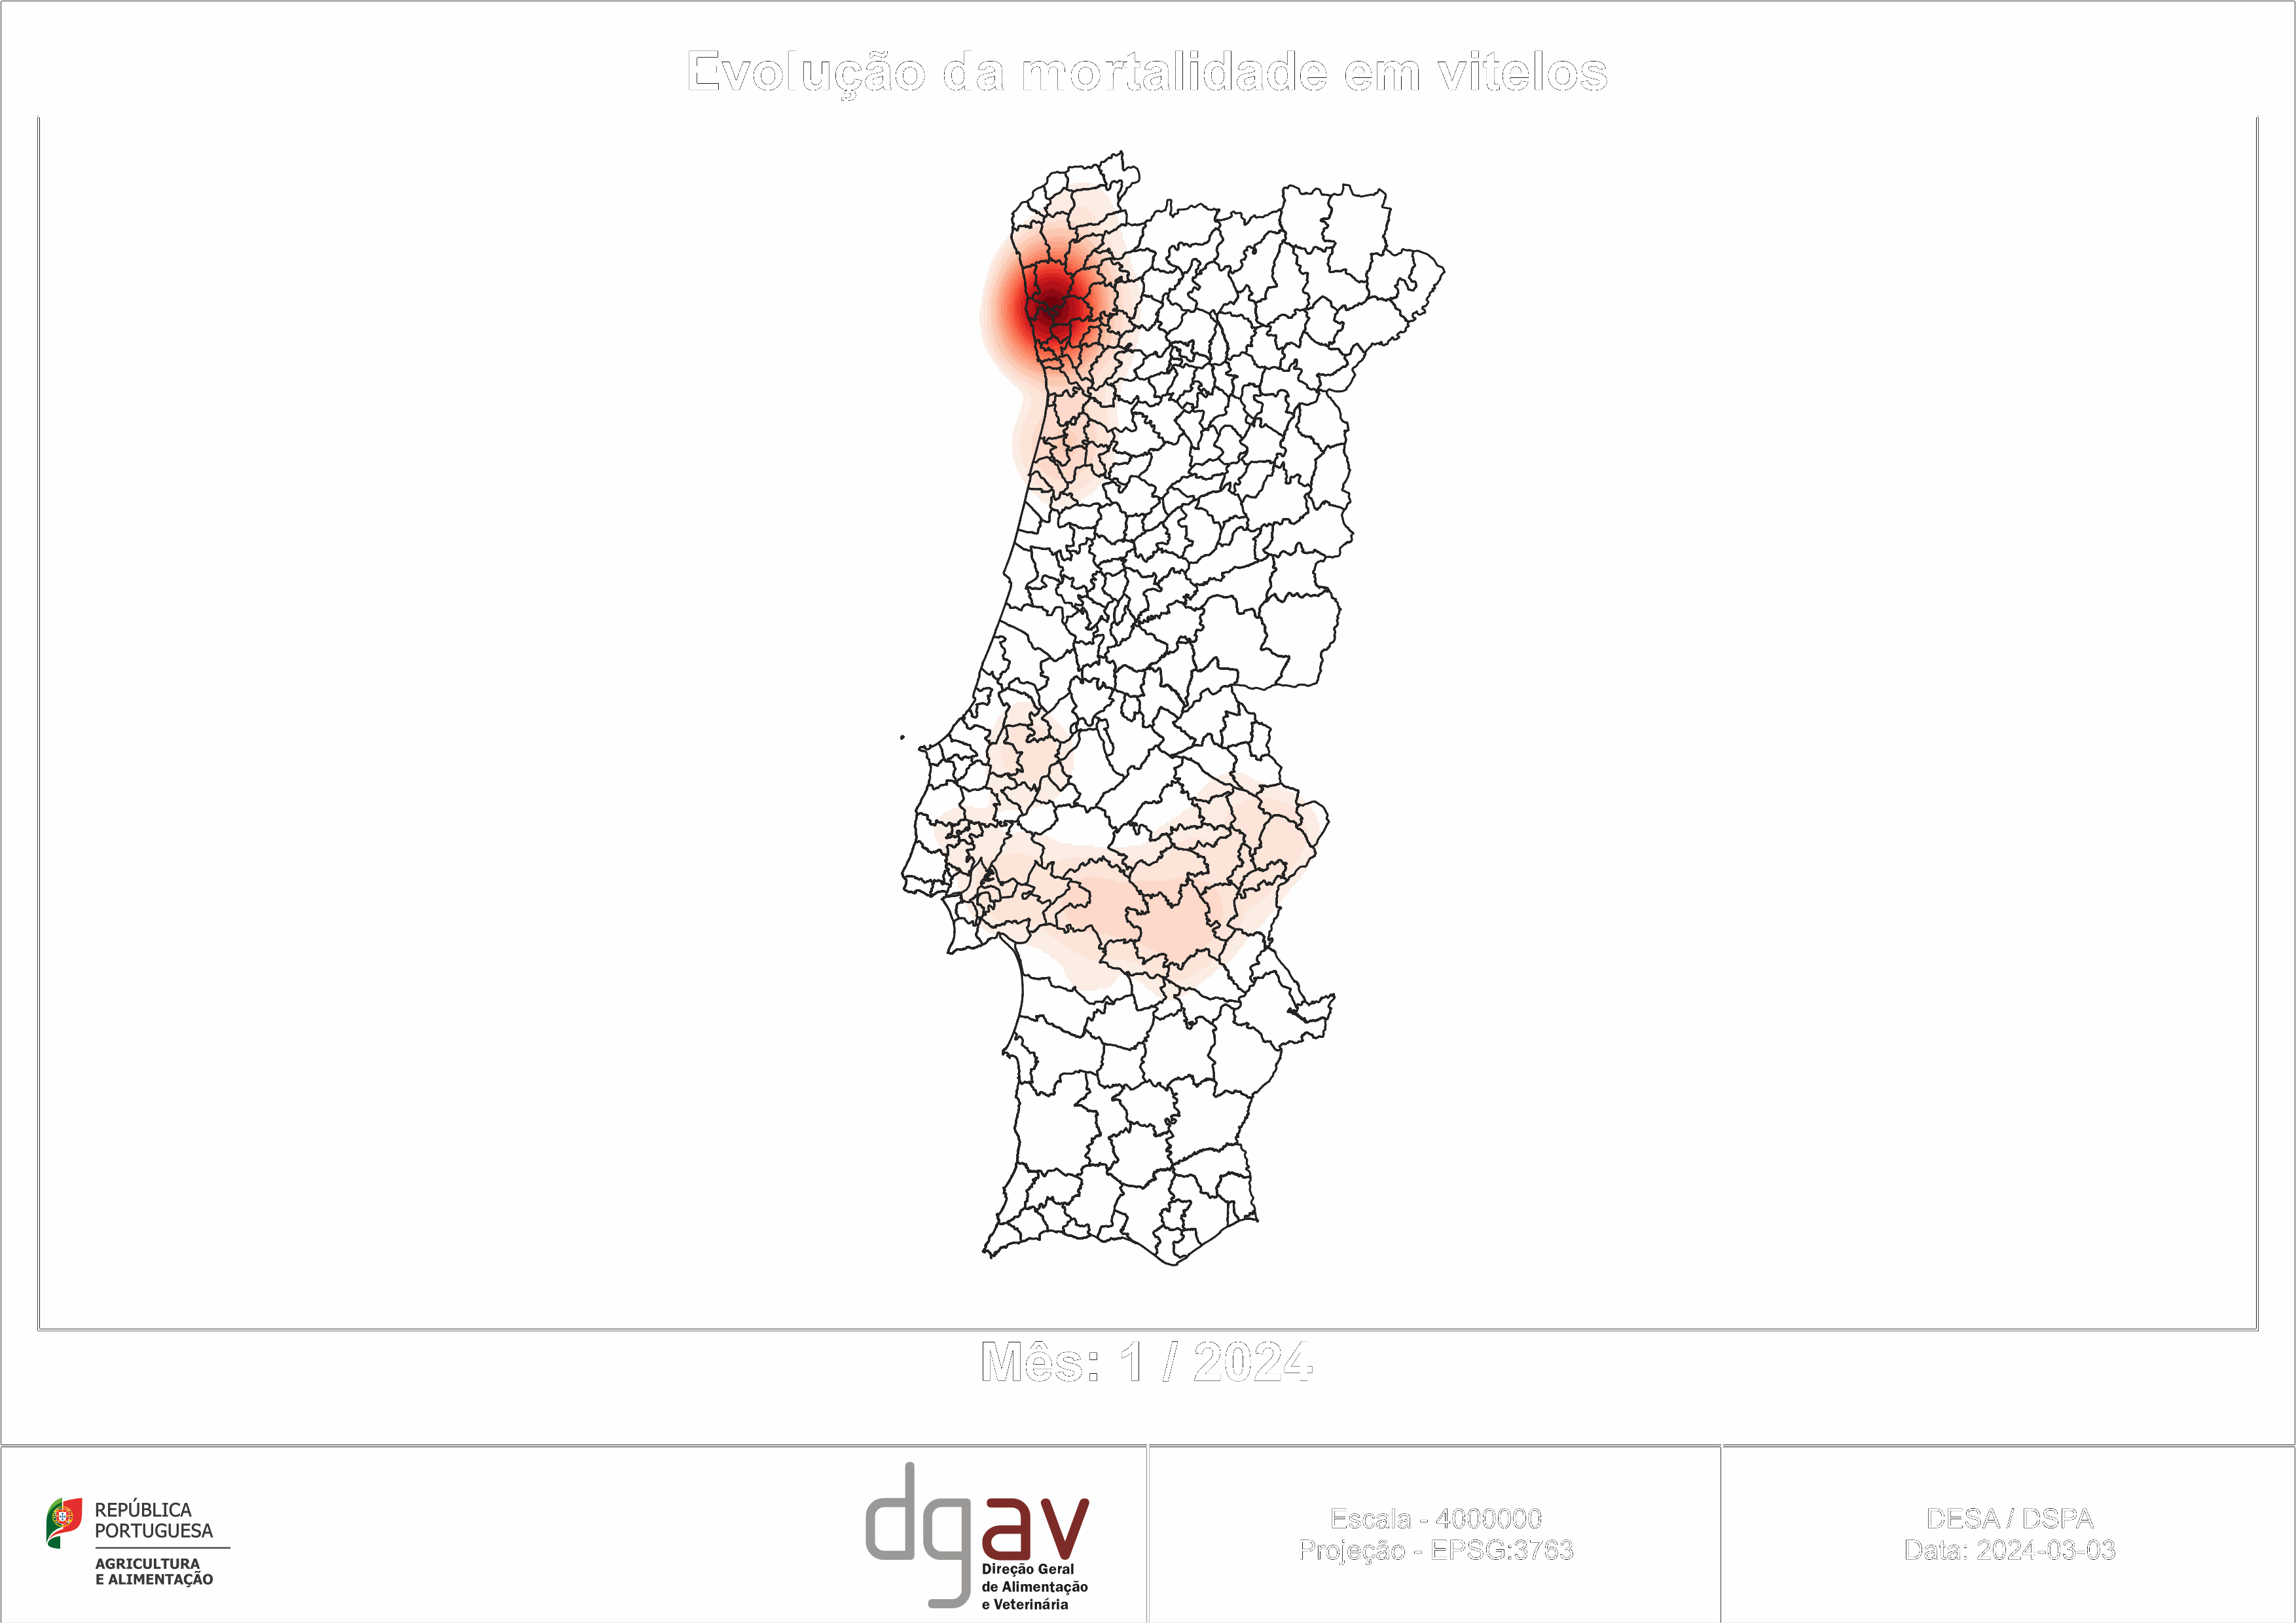 Evolução da mortalidade em vitelos
Mês: 1 / 2024
REPÚBLICA
PORTUGUESA
AGRICULTURA
E ALIMENTAÇÃO
dgav
Direção Geral
de Alimentação
e Veterinária
Escala - 4000000
Projeção - EPSG:3763
DESA / DSPA
Data: 2024-03-03